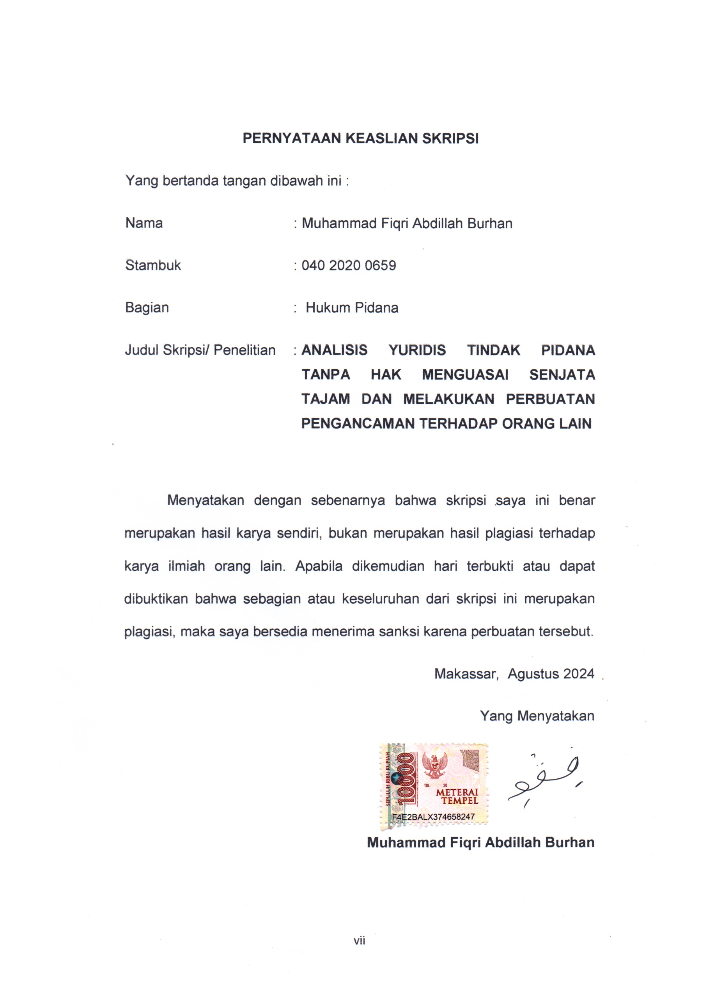 PERNYATAAN KEASLIAN SKRIPSI
Yang bertanda tangan dibawah ini :
Nama : Muhammad Fiqri Abdillah Burhan
Stambuk : 040 2020 0659
Bagian : Hukum Pidana
Judul Skripsi/ Penelitian : ANALISIS YURIDIS TINDAK PIDANA
TANPA HAK MENGUASAI SENJATA
TAJAM DAN MELAKUKAN PERBUATAN
PENGANCAMAN TERHADAP ORANG LAIN
Menyatakan dengan sebenarnya bahwa skripsi saya ini benar
merupakan hasil karya sendiri, bukan merupakan hasil plagiasi terhadap
karya ilmiah orang lain. Apabila dikemudian hari terbukti atau dapat
dibuktikan bahwa sebagian atau keseluruhan dari skripsi ini merupakan
plagiasi, maka saya bersedia menerima sanksi karena perbuatan tersebut.
Makassar, Agustus 2024
Yang Menyatakan
SEPULUH RIBU RUPIAH
10000
TGL. 20
METERAI
TEMPEL
F4E2BALX374658247
Muhammad Fiqri Abdillah Burhan
vii